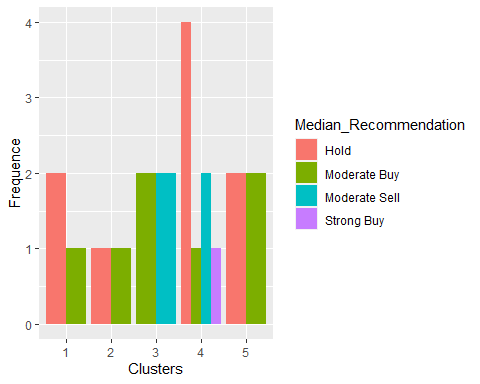 4
3
2
1
0
Frequence
1 2 3 4 5
Clusters
Median_Recommendation
Hold
Moderate Buy
Moderate Sell
Strong Buy